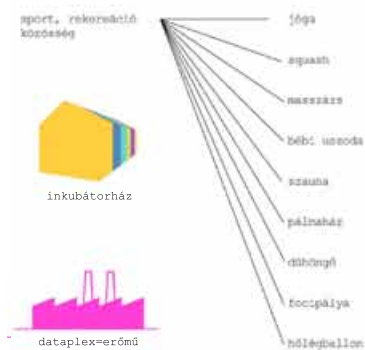 sport, rekreáció
közösség
jóga
squash
masszázs
bébi uszoda
szauna
pálmaház
dühöngő
focipálya
hőlégballon
inkubátorház
dataplex=erőmű